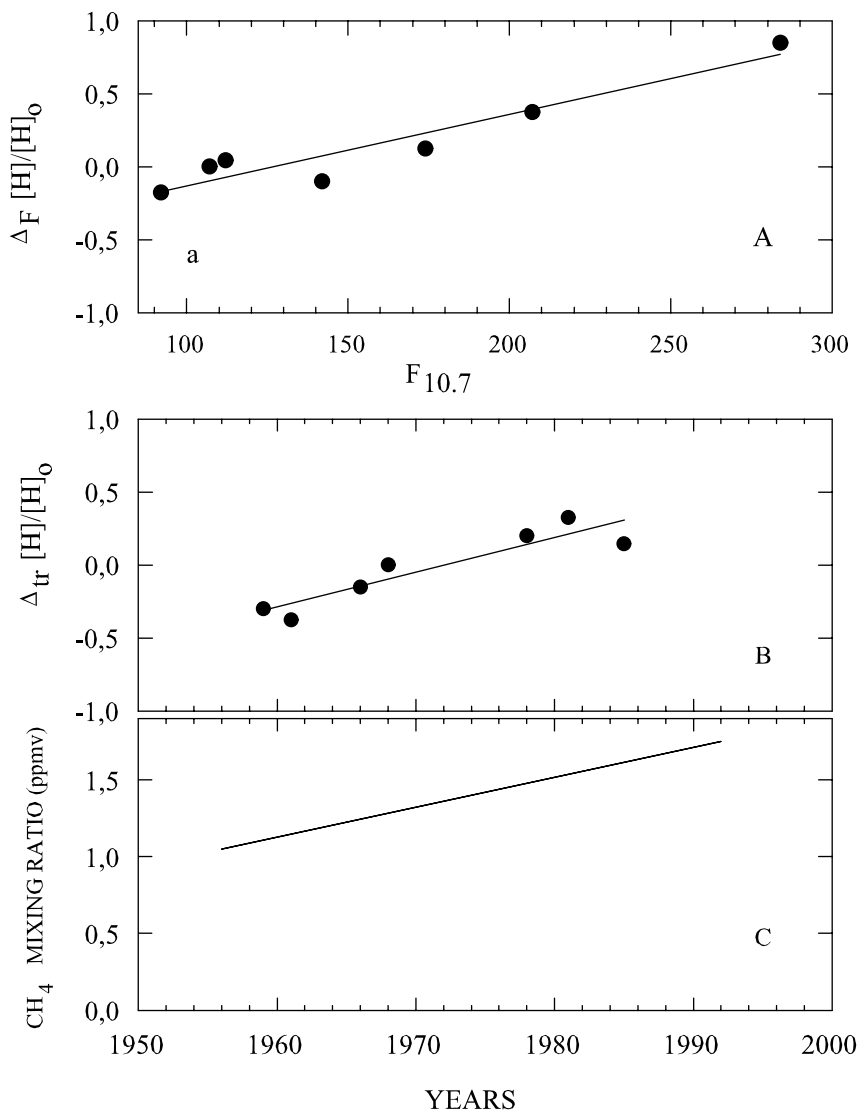 1,0
0,5
0,0
-0,5
-1,0
ΔF [H]/[H]o
a
A
100 150 200 250 300
F10.7
1,0
0,5
0,0
-0,5
-1,0
Δtr [H]/[H]o
B
1,5
1,0
0,5
0,0
CH4 MIXING RATIO (ppmv)
C
1950 1960 1970 1980 1990 2000
YEARS